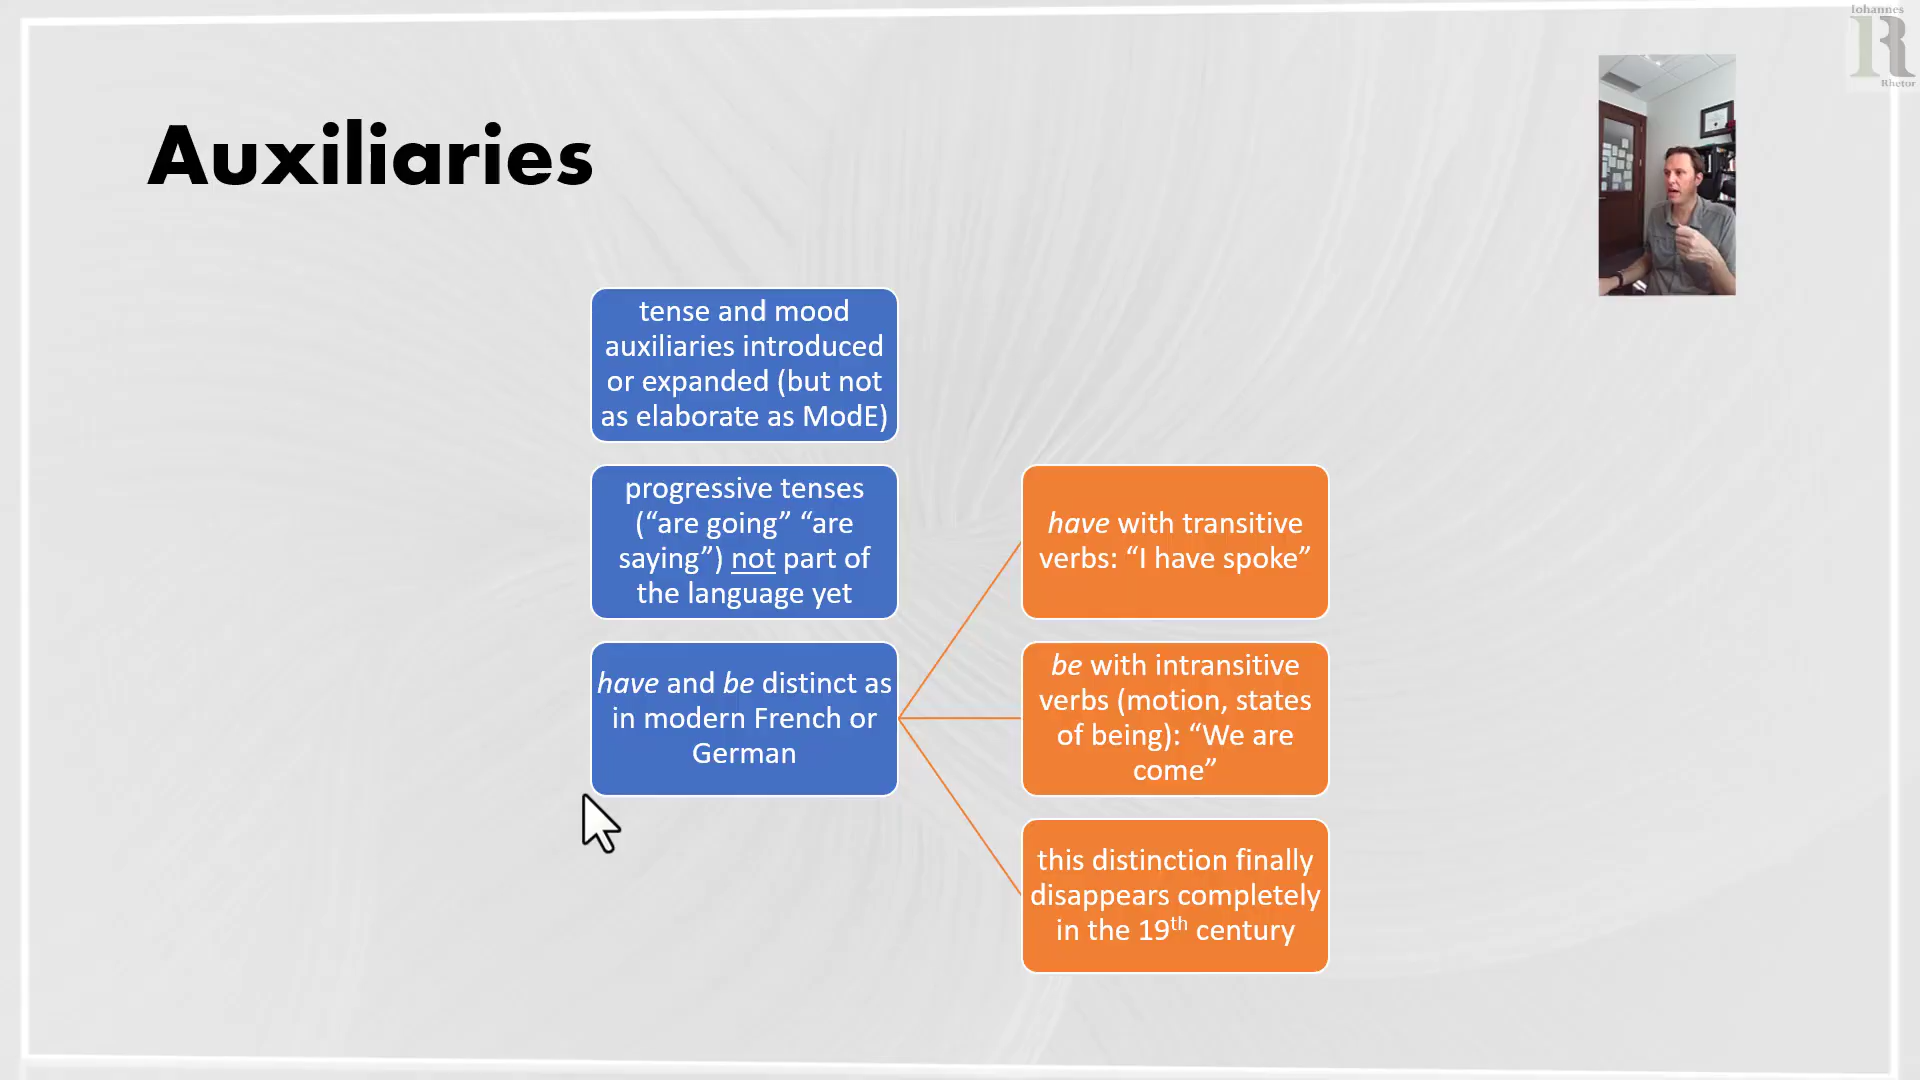 Iohannes
R
Rhetor
Auxiliaries
tense and mood
auxiliaries introduced
or expanded (but not
as elaborate as ModE)
progressive tenses
(“are going” “are
saying”) not part of
the language yet
have and be distinct as
in modern French or
German
have with transitive
verbs: “I have spoke”
be with intransitive
verbs (motion, states
of being): “We are
come”
this distinction finally
disappears completely
in the 19th century